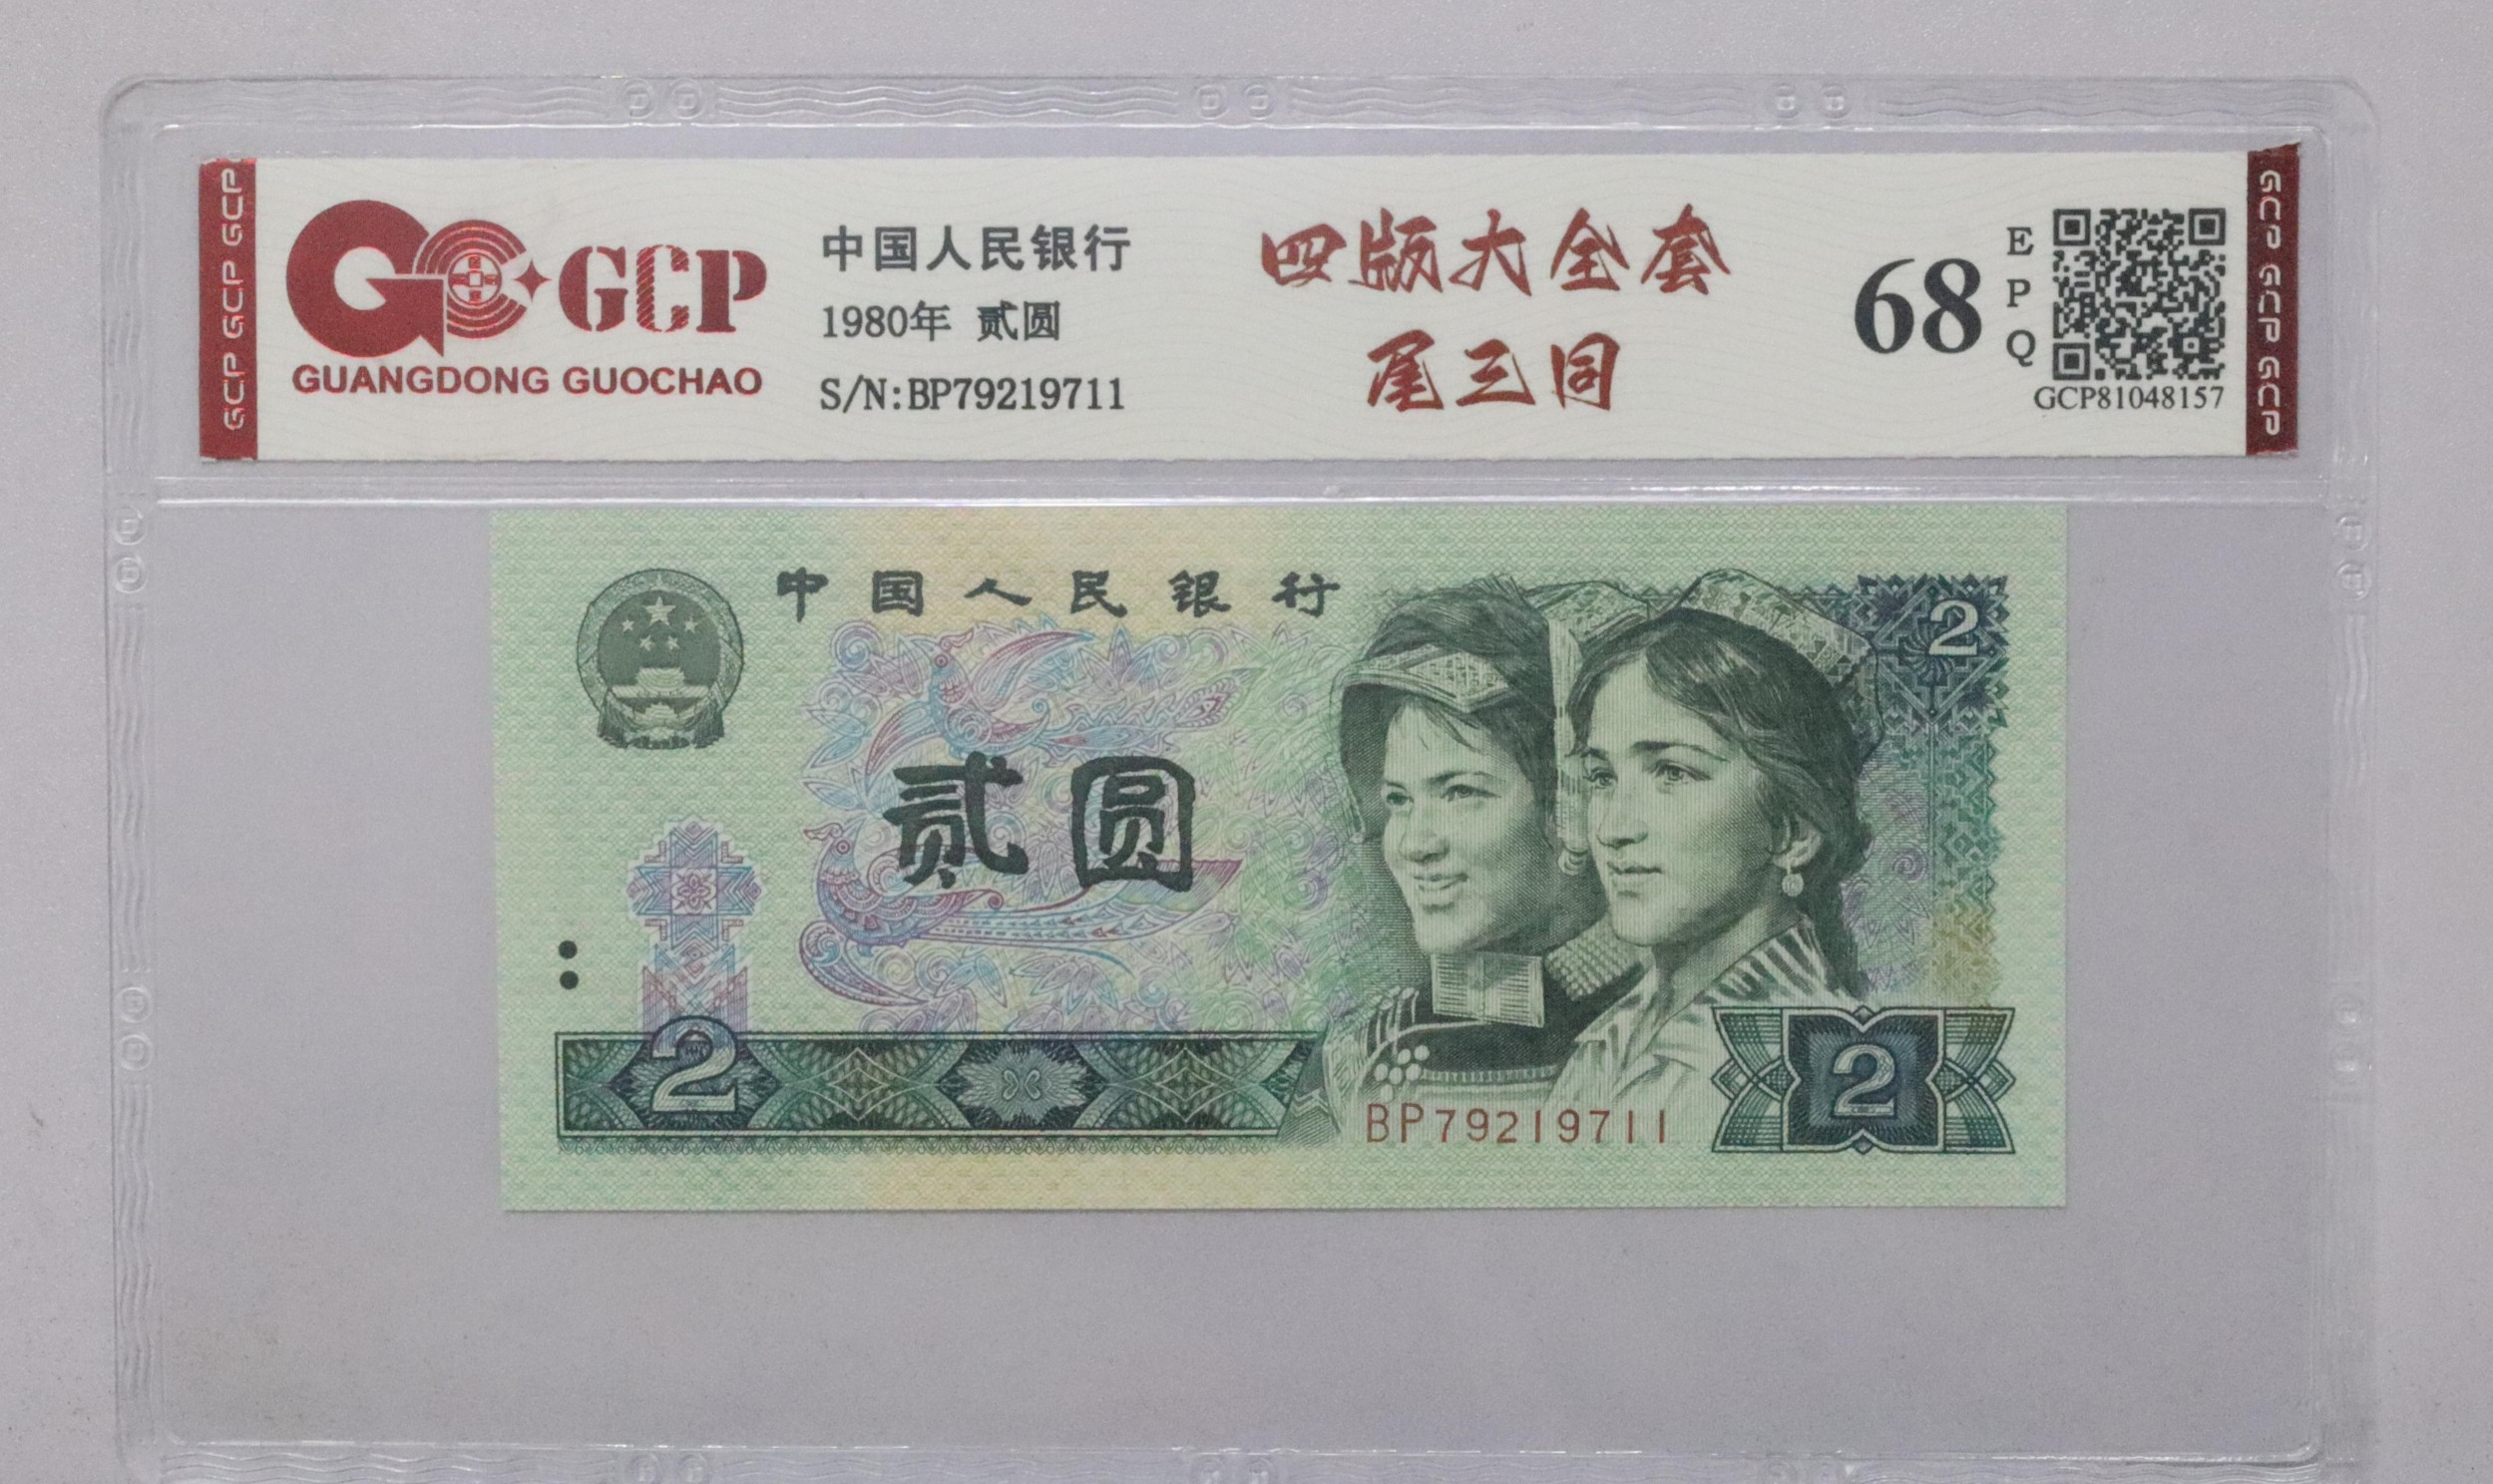 GCP GCP GCP
GCP
GUANGDONG GUOCHAO
中国人民银行
1980年 贰圆
S/N:BP79219711
四版大全套
尾三同
68
E
P
Q
GCP81048157
GCP GCP GCP
中国人民银行
2
贰圆
2
2
BP79219711